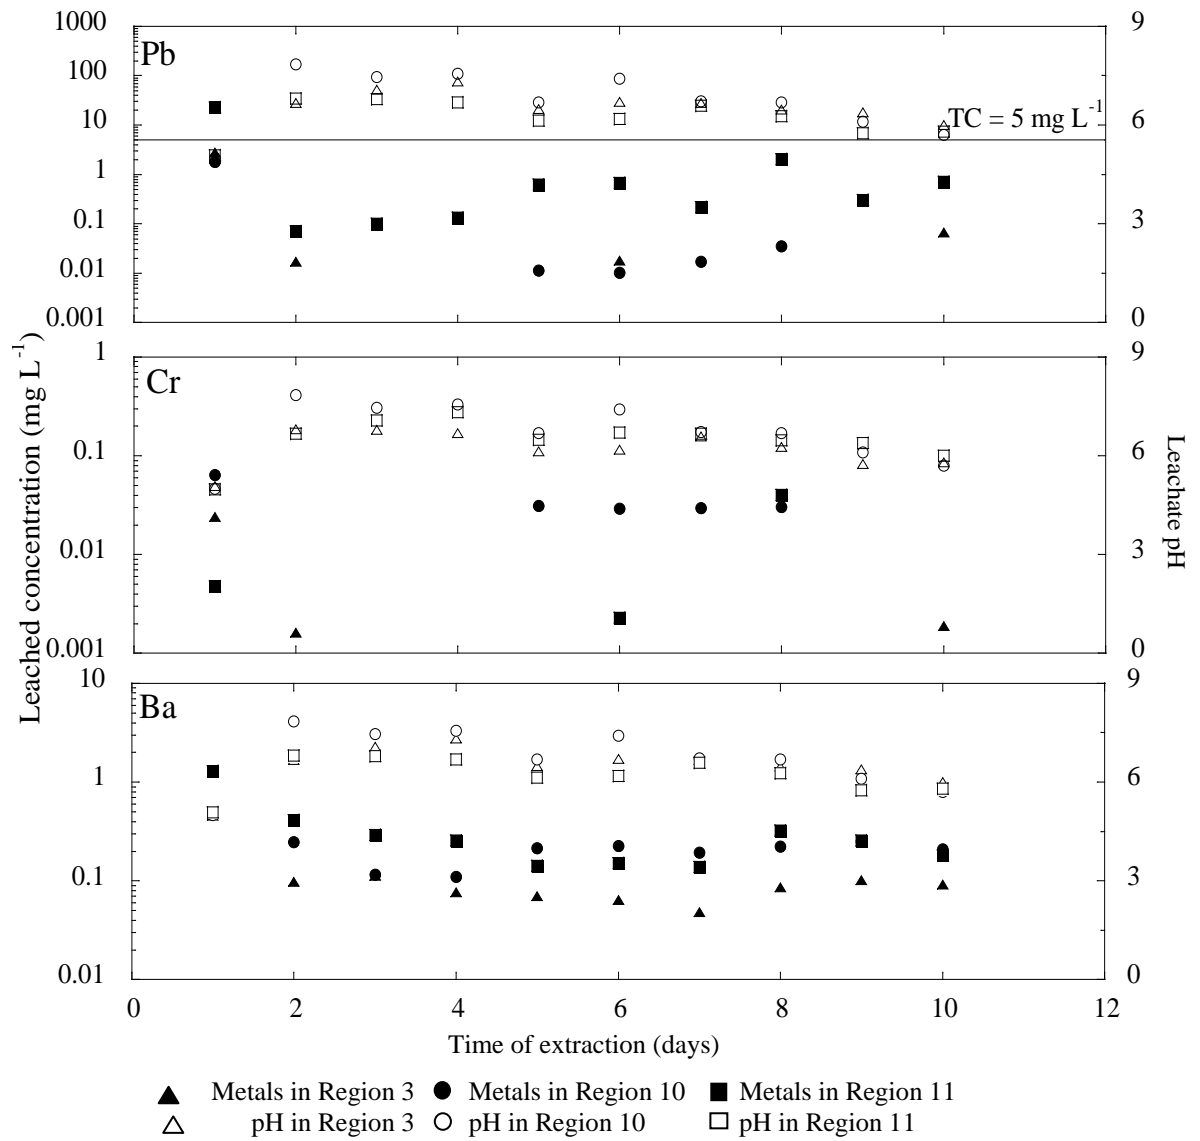 1000
100
10
1
0.1
0.01
0.001
Pb
TC = 5 mg L⁻¹
9
6
3
0
1
0.1
0.01
0.001
Cr
9
6
3
0
Leached concentration (mg L⁻¹)
Leachate pH
10
1
0.1
0.01
Ba
9
6
3
0
0 2 4 6 8 10 12
Time of extraction (days)
Metals in Region 3 Metals in Region 10 Metals in Region 11
pH in Region 3 pH in Region 10 pH in Region 11